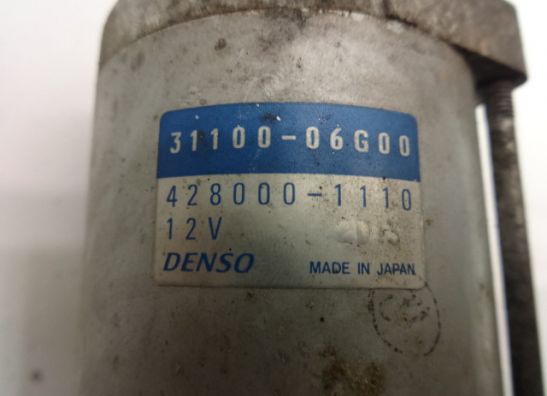 31100-06G00
428000-1110
12V
DENSO MADE IN JAPAN